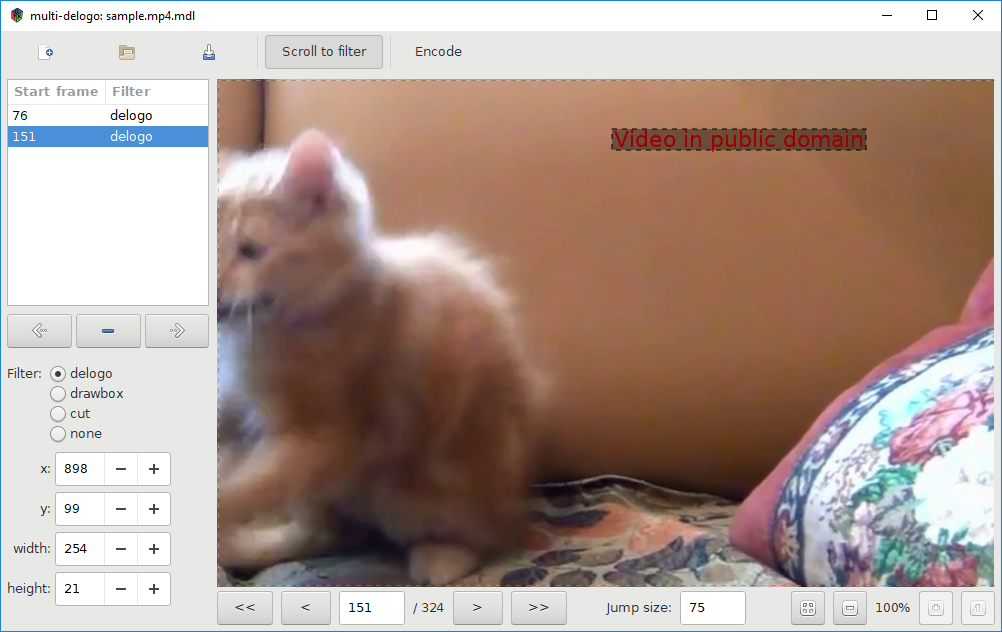 multi-delogo: sample.mp4.mdl
Scroll to filter
Encode
Start frame Filter
76 delogo
151 delogo
Video in public domain
Filter: delogo
drawbox
cut
none
x: 898
y: 99
width: 254
height: 21
<< < 151 / 324 > >> Jump size: 75 100%